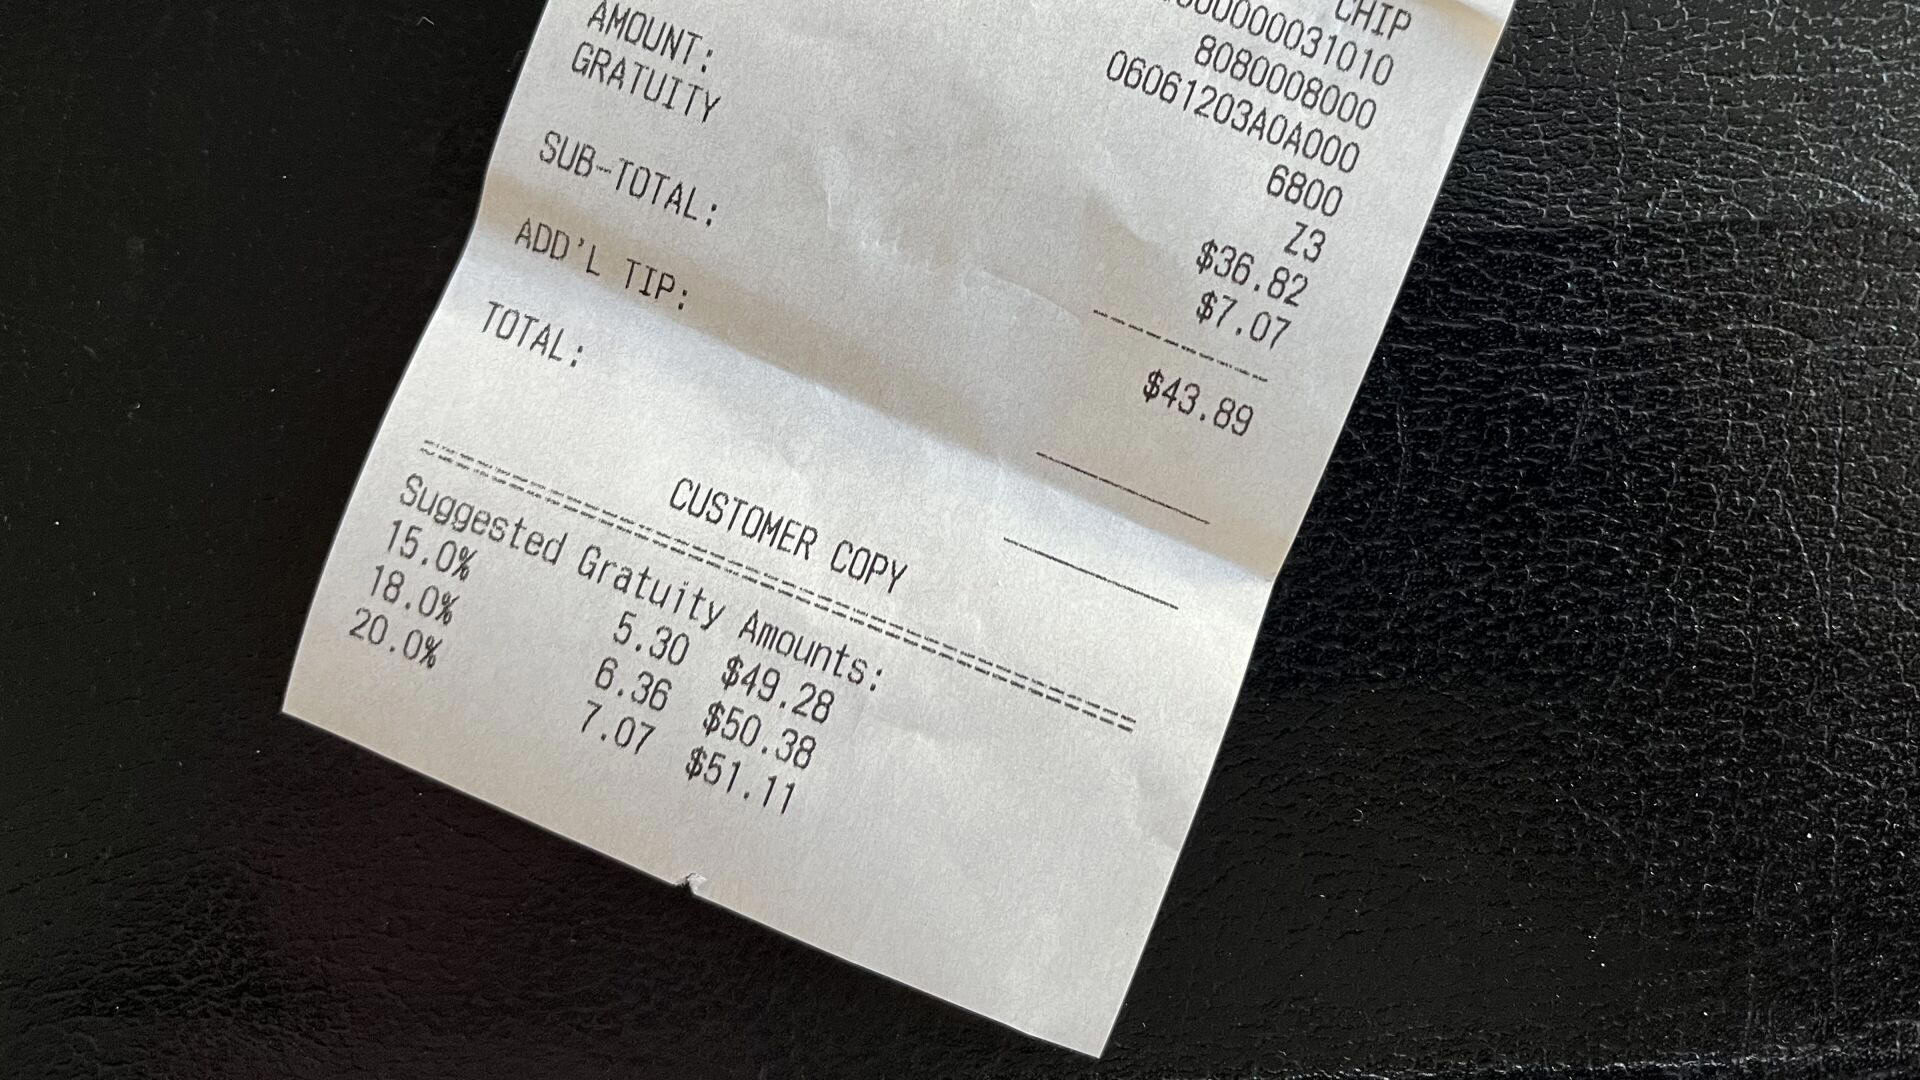 CHIP
8080008000
06061203A0A000
6800
Z3
AMOUNT: $36.82
GRATUITY $7.07
SUB-TOTAL: $43.89
ADD'L TIP:
TOTAL:
CUSTOMER COPY
Suggested Gratuity Amounts:
15.0% 5.30 $49.28
18.0% 6.36 $50.38
20.0% 7.07 $51.11